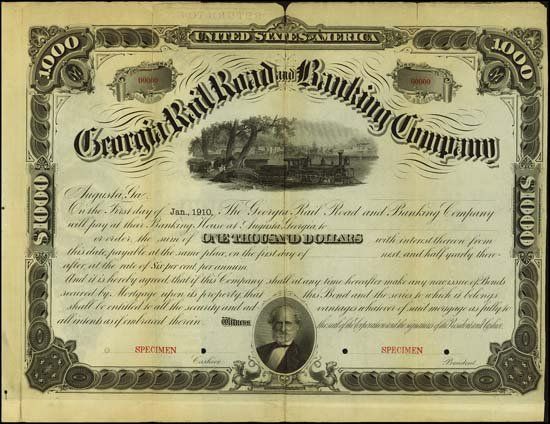 UNITED STATES OF AMERICA
1000 1000
00000 00000
Georgia Rail Road and Banking Company
$1000 $1000
Augusta, Ga.
On the First day of Jan., 1910, The Georgia Rail Road and Banking Company
will pay at their Banking House at Augusta, Georgia to
or order, the sum of ONE THOUSAND DOLLARS with interest thereon from
this date, payable at the same place, on the first day of next, and half yearly there-
after, at the rate of Six per cent per annum.
And it is hereby agreed that if this Company shall at any time hereafter make any new issue of Bonds
secured by Mortgage upon its property that this Bond and the series to which it belongs
shall be entitled to all the security and advantages whatever of said mortgage as fully, to
all intents as if embraced therein. Witness the seal of the Corporation and the signatures of the President and Cashier.
SPECIMEN SPECIMEN
Cashier. President.